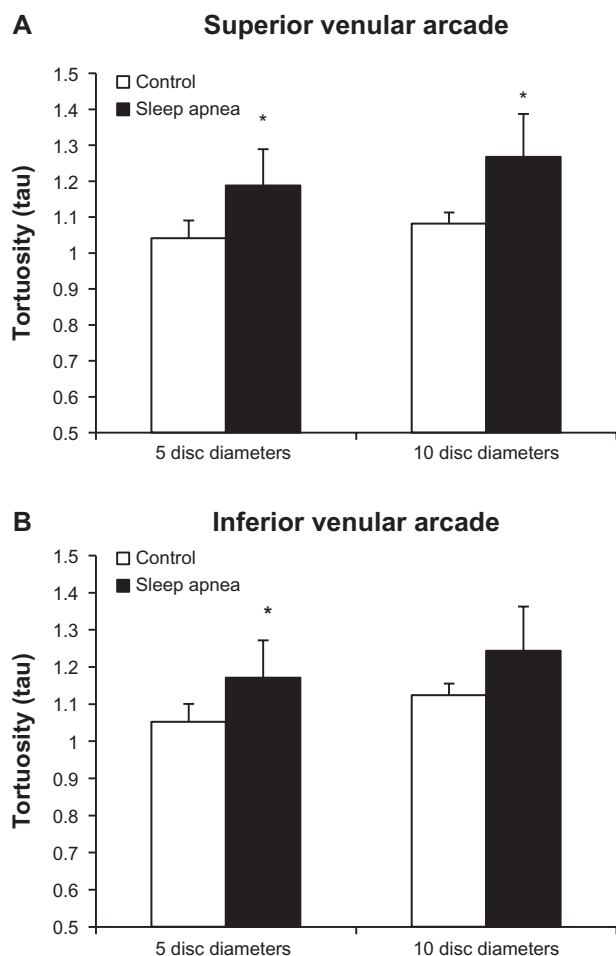 A Superior venular arcade
1.5
1.4
1.3
1.2
1.1
1
0.9
0.8
0.7
0.6
0.5
Tortuosity (tau)
Control
Sleep apnea
*
*
5 disc diameters 10 disc diameters
B Inferior venular arcade
1.5
1.4
1.3
1.2
1.1
1
0.9
0.8
0.7
0.6
0.5
Tortuosity (tau)
Control
Sleep apnea
*
5 disc diameters 10 disc diameters